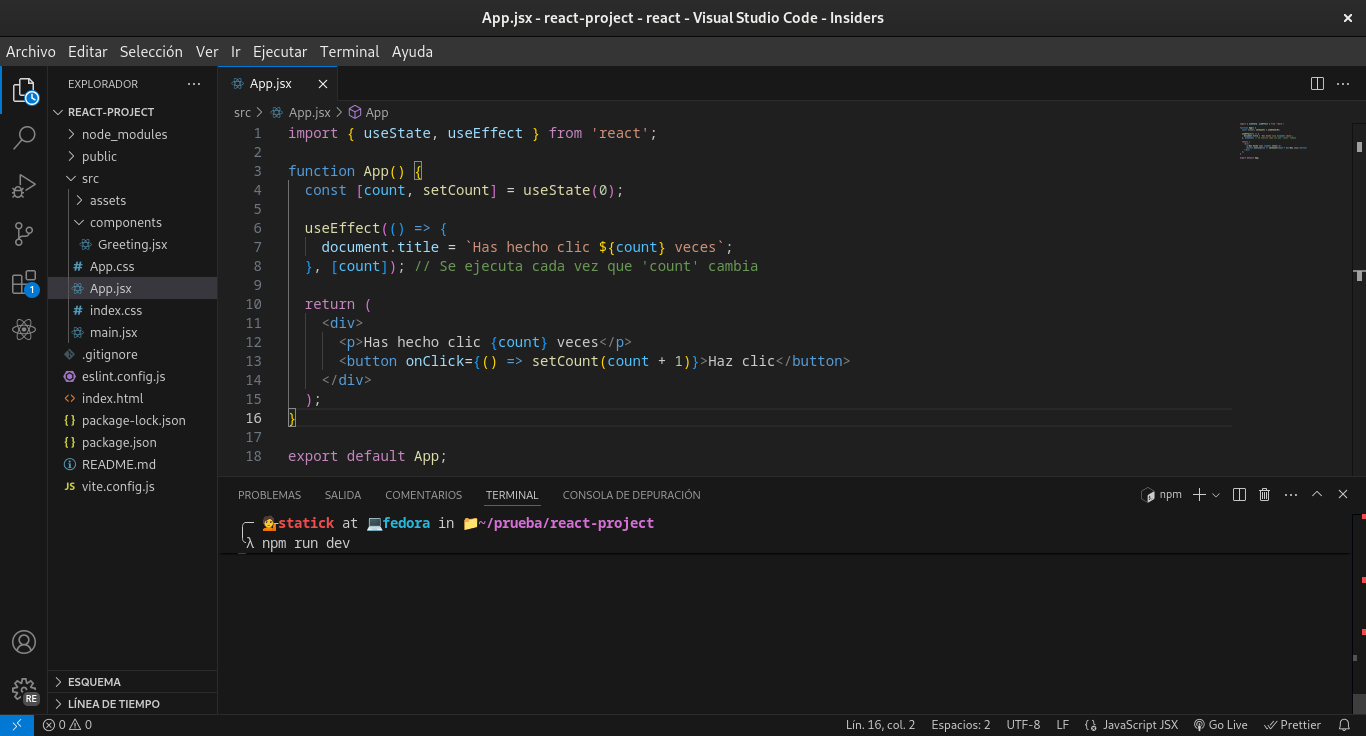 App.jsx - react-project - react - Visual Studio Code - Insiders
Archivo Editar Selección Ver Ir Ejecutar Terminal Ayuda
EXPLORADOR
REACT-PROJECT
node_modules
public
src
assets
components
Greeting.jsx
App.css
App.jsx
index.css
main.jsx
.gitignore
eslint.config.js
index.html
package-lock.json
package.json
README.md
JS vite.config.js
ESQUEMA
LÍNEA DE TIEMPO
1
RE
App.jsx
src > App.jsx > App
1 import { useState, useEffect } from 'react';
2
3 function App() {
4 const [count, setCount] = useState(0);
5
6 useEffect(() => {
7 document.title = `Has hecho clic ${count} veces`;
8 }, [count]); // Se ejecuta cada vez que 'count' cambia
9
10 return (
11 <div>
12 <p>Has hecho clic {count} veces</p>
13 <button onClick={() => setCount(count + 1)}>Haz clic</button>
14 </div>
15 );
16 }
17
18 export default App;
PROBLEMAS SALIDA COMENTARIOS TERMINAL CONSOLA DE DEPURACIÓN
npm
statick at fedora in ~/prueba/react-project
λ npm run dev
0 0
Lín. 16, col. 2 Espacios: 2 UTF-8 LF JavaScript JSX Go Live Prettier